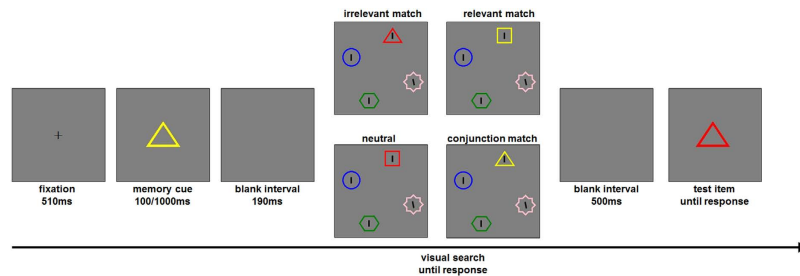 irrelevant match
relevant match
neutral
conjunction match
fixation
510ms
memory cue
100/1000ms
blank interval
190ms
blank interval
500ms
test item
until response
visual search
until response